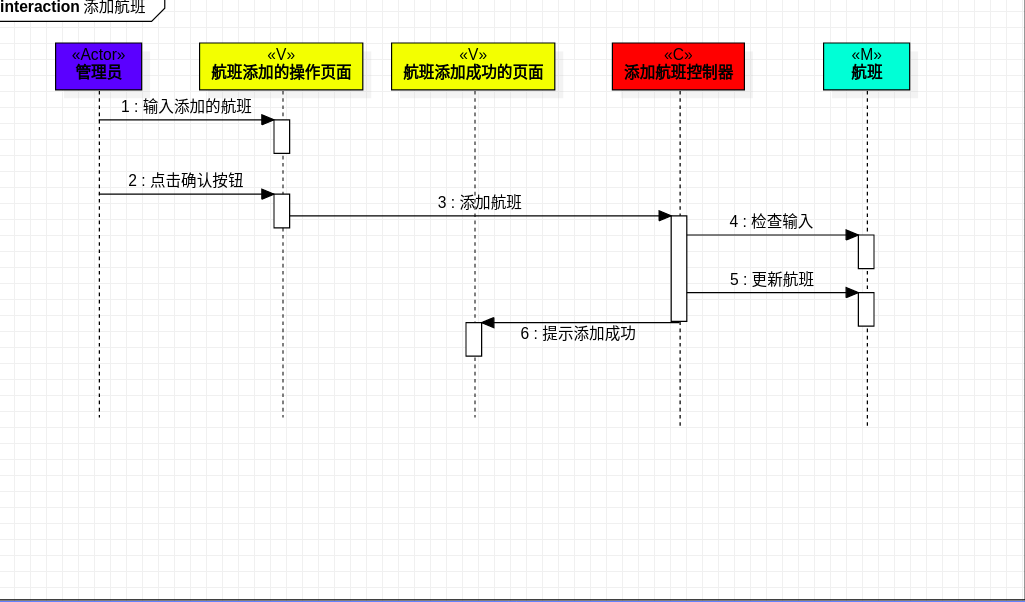 interaction 添加航班
«Actor»
管理员
«V»
航班添加的操作页面
«V»
航班添加成功的页面
«C»
添加航班控制器
«M»
航班
1 : 输入添加的航班
2 : 点击确认按钮
3 : 添加航班
4 : 检查输入
5 : 更新航班
6 : 提示添加成功